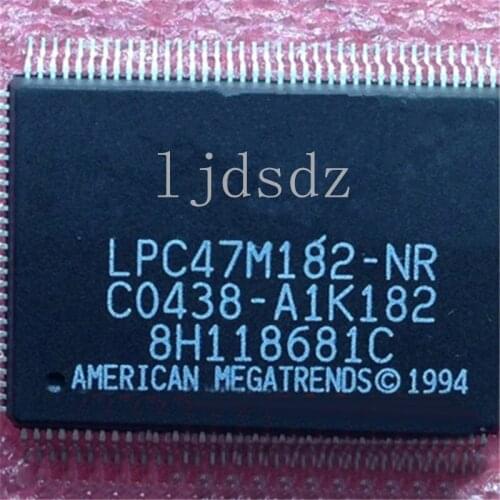 ljdsdz
LPC47M182-NR
C0438-A1K182
8H118681C
AMERICAN MEGATRENDS© 1994